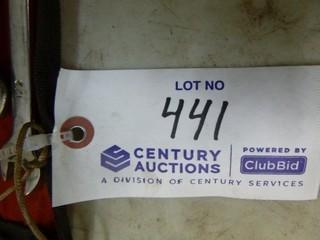 LOT NO
441
CENTURY AUCTIONS
POWERED BY
ClubBid
A DIVISION OF CENTURY SERVICES